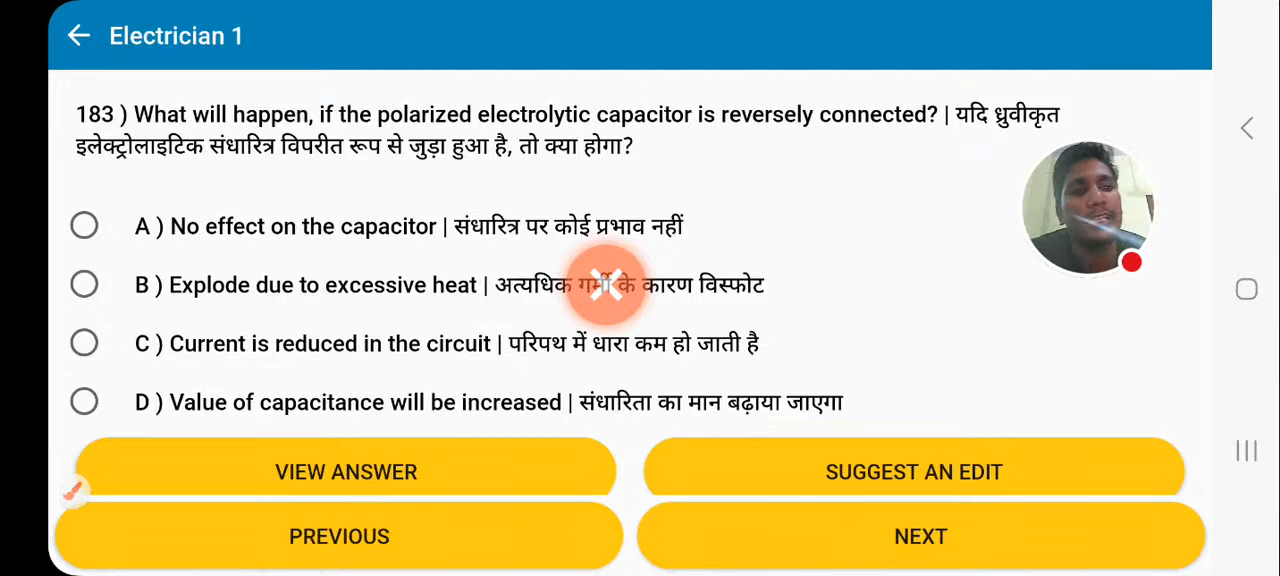 Electrician 1
183 ) What will happen, if the polarized electrolytic capacitor is reversely connected? | यदि ध्रुवीकृत
इलेक्ट्रोलाइटिक संधारित्र विपरीत रूप से जुड़ा हुआ है, तो क्या होगा?
A ) No effect on the capacitor | संधारित्र पर कोई प्रभाव नहीं
B ) Explode due to excessive heat | अत्यधिक गर्मी के कारण विस्फोट
C ) Current is reduced in the circuit | परिपथ में धारा कम हो जाती है
D ) Value of capacitance will be increased | संधारिता का मान बढ़ाया जाएगा
VIEW ANSWER
SUGGEST AN EDIT
PREVIOUS
NEXT